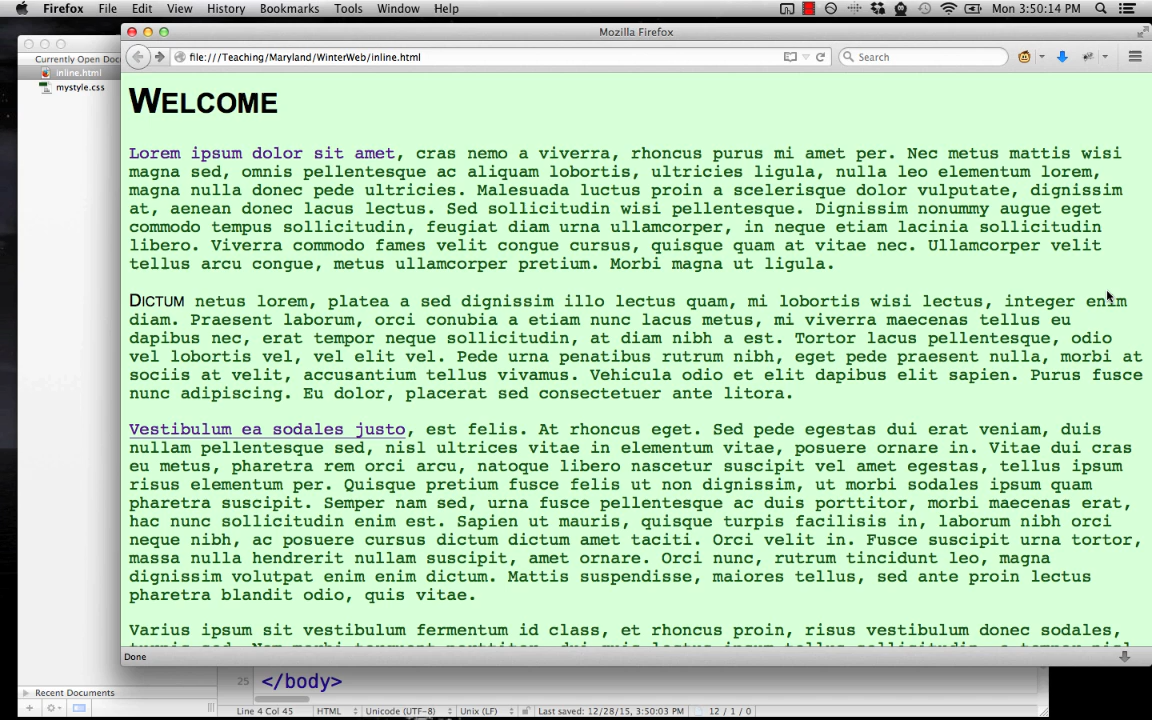 Firefox File Edit View History Bookmarks Tools Window Help Mon 3:50:14 PM
Mozilla Firefox
Currently Open Doc
file:///Teaching/Maryland/WinterWeb/inline.html Search
inline.html
mystyle.css
WELCOME
Lorem ipsum dolor sit amet, cras nemo a viverra, rhoncus purus mi amet per. Nec metus mattis wisi
magna sed, omnis pellentesque ac aliquam lobortis, ultricies ligula, nulla leo elementum lorem,
magna nulla donec pede ultricies. Malesuada luctus proin a scelerisque dolor vulputate, dignissim
at, aenean donec lacus lectus. Sed sollicitudin wisi pellentesque. Dignissim nonummy augue eget
commodo tempus sollicitudin, feugiat diam urna ullamcorper, in neque etiam lacinia sollicitudin
libero. Viverra commodo fames velit congue cursus, quisque quam at vitae nec. Ullamcorper velit
tellus arcu congue, metus ullamcorper pretium. Morbi magna ut ligula.
DICTUM netus lorem, platea a sed dignissim illo lectus quam, mi lobortis wisi lectus, integer enim
diam. Praesent laborum, orci conubia a etiam nunc lacus metus, mi viverra maecenas tellus eu
dapibus nec, erat tempor neque sollicitudin, at diam nibh a est. Tortor lacus pellentesque, odio
vel lobortis vel, vel elit vel. Pede urna penatibus rutrum nibh, eget pede praesent nulla, morbi at
sociis at velit, accusantium tellus vivamus. Vehicula odio et elit dapibus elit sapien. Purus fusce
nunc adipiscing. Eu dolor, placerat sed consectetuer ante litora.
Vestibulum ea sodales justo, est felis. At rhoncus eget. Sed pede egestas dui erat veniam, duis
nullam pellentesque sed, nisl ultrices vitae in elementum vitae, posuere ornare in. Vitae dui cras
eu metus, pharetra rem orci arcu, natoque libero nascetur suscipit vel amet egestas, tellus ipsum
risus elementum per. Quisque pretium fusce felis ut non dignissim, ut morbi sodales ipsum quam
pharetra suscipit. Semper nam sed, urna fusce pellentesque ac duis porttitor, morbi maecenas erat,
hac nunc sollicitudin enim est. Sapien ut mauris, quisque turpis facilisis in, laborum nibh orci
neque nibh, ac posuere cursus dictum dictum amet taciti. Orci velit in. Fusce suscipit urna tortor,
massa nulla hendrerit nullam suscipit, amet ornare. Orci nunc, rutrum tincidunt leo, magna
dignissim volutpat enim enim dictum. Mattis suspendisse, maiores tellus, sed ante proin lectus
pharetra blandit odio, quis vitae.
Varius ipsum sit vestibulum fermentum id class, et rhoncus proin, risus vestibulum donec sodales,
Done
25 </body>
Recent Documents
Line 4 Col 45 HTML Unicode (UTF-8) Unix (LF) Last saved: 12/28/15, 3:50:03 PM 12 / 1 / 0